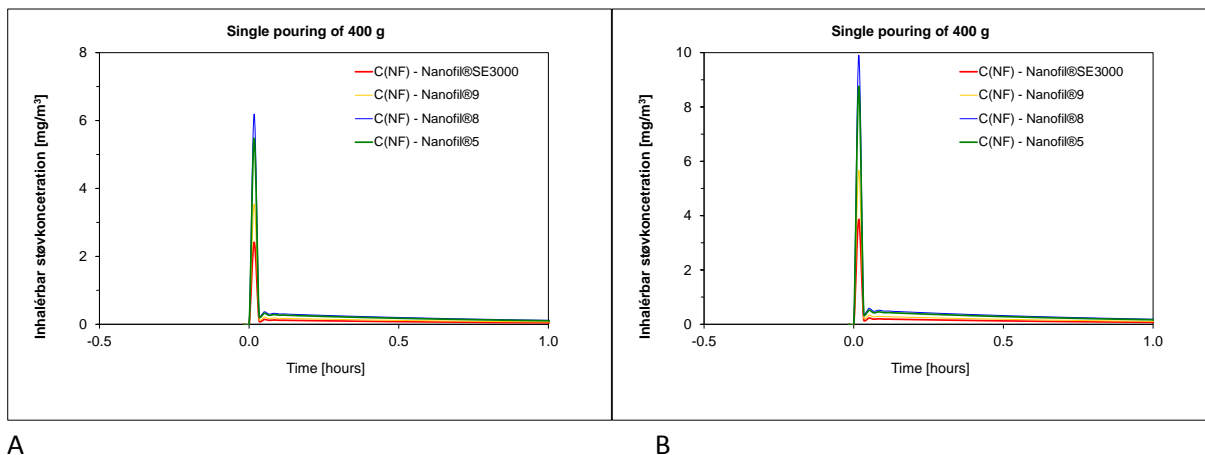 Single pouring of 400 g
Inhalérbar støvkoncetration [mg/m³]
8
6
4
2
0
C(NF) - Nanofil®SE3000
C(NF) - Nanofil®9
C(NF) - Nanofil®8
C(NF) - Nanofil®5
-0.5
0.0
0.5
1.0
Time [hours]
A
Single pouring of 400 g
Inhalérbar støvkoncetration [mg/m³]
10
8
6
4
2
0
C(NF) - Nanofil®SE3000
C(NF) - Nanofil®9
C(NF) - Nanofil®8
C(NF) - Nanofil®5
-0.5
0.0
0.5
1.0
Time [hours]
B